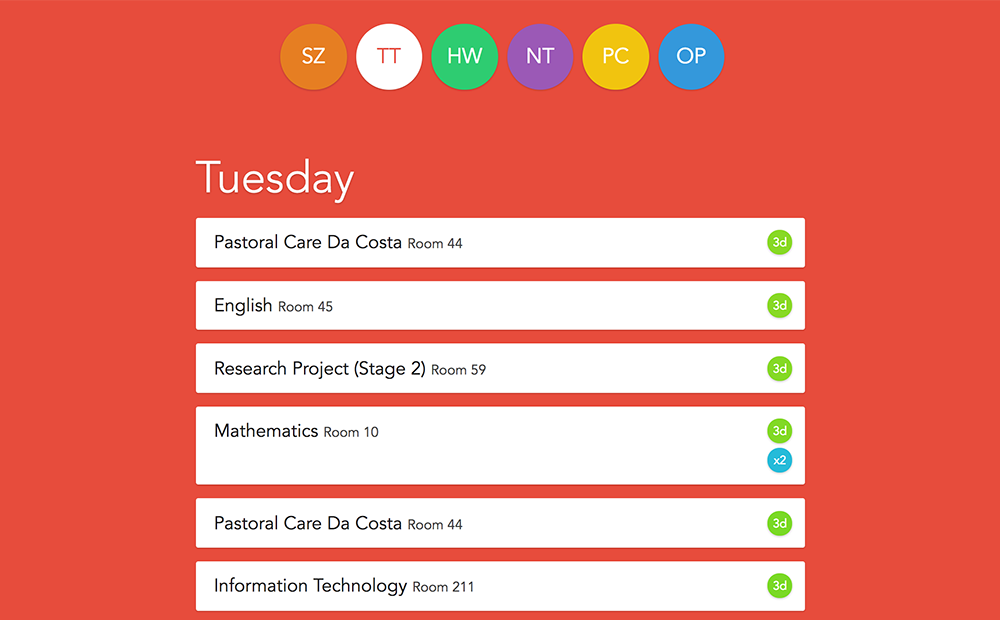 SZ TT HW NT PC OP
Tuesday
Pastoral Care Da Costa Room 44 3d
English Room 45 3d
Research Project (Stage 2) Room 59 3d
Mathematics Room 10 3d
x2
Pastoral Care Da Costa Room 44 3d
Information Technology Room 211 3d